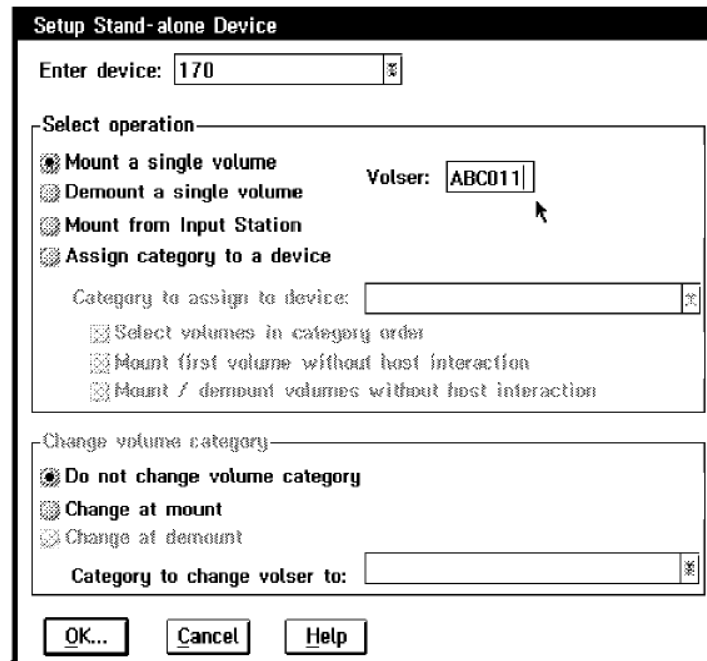 Setup Stand-alone Device
Enter device: 170
Select operation
Mount a single volume
Volser: ABC011
Demount a single volume
Mount from Input Station
Assign category to a device
Category to assign to device:
Select volumes in category order
Mount first volume without host interaction
Mount / demount volumes without host interaction
Change volume category
Do not change volume category
Change at mount
Change at demount
Category to change volser to:
OK... Cancel Help